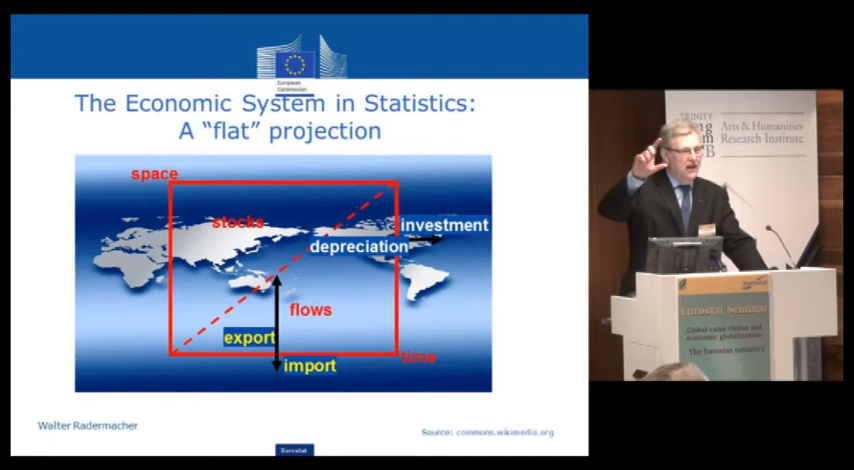 European
Commission
The Economic System in Statistics:
A “flat” projection
space
stocks
investment
depreciation
flows
export
time
import
Walter Radermacher
Source: commons.wikimedia.org
Eurostat
TRINITY
Arts & Humanities
Research Institute
Eurostat Seminar
Global value chains and
economic globalization:
The Eurostat initiative